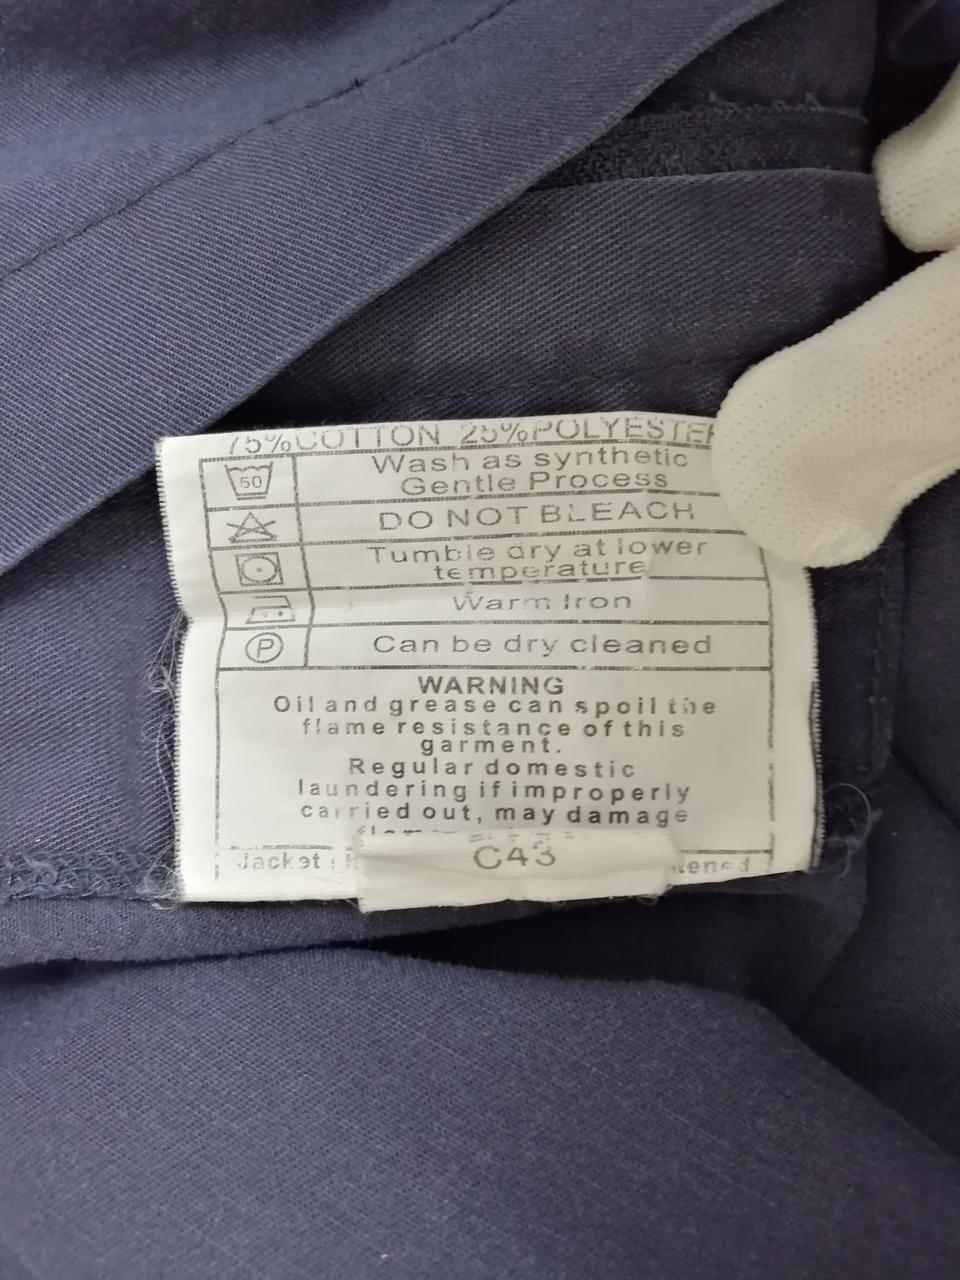 75%COTTON 25%POLYESTER
50
Wash as synthetic
Gentle Process
DO NOT BLEACH
Tumble dry at lower
temperature
Warm Iron
P
Can be dry cleaned
WARNING
Oil and grease can spoil the
flame resistance of this
garment.
Regular domestic
laundering if improperly
carried out, may damage
Jacket
C43